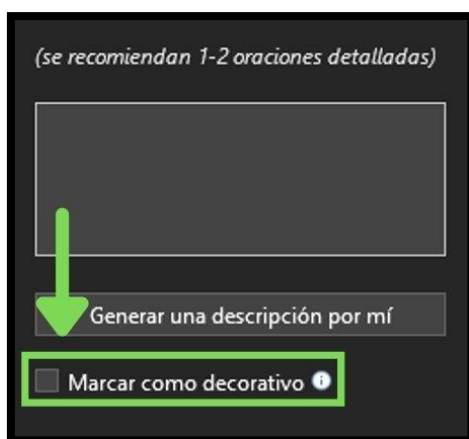 (se recomiendan 1-2 oraciones detalladas)
Generar una descripción por mí
Marcar como decorativo